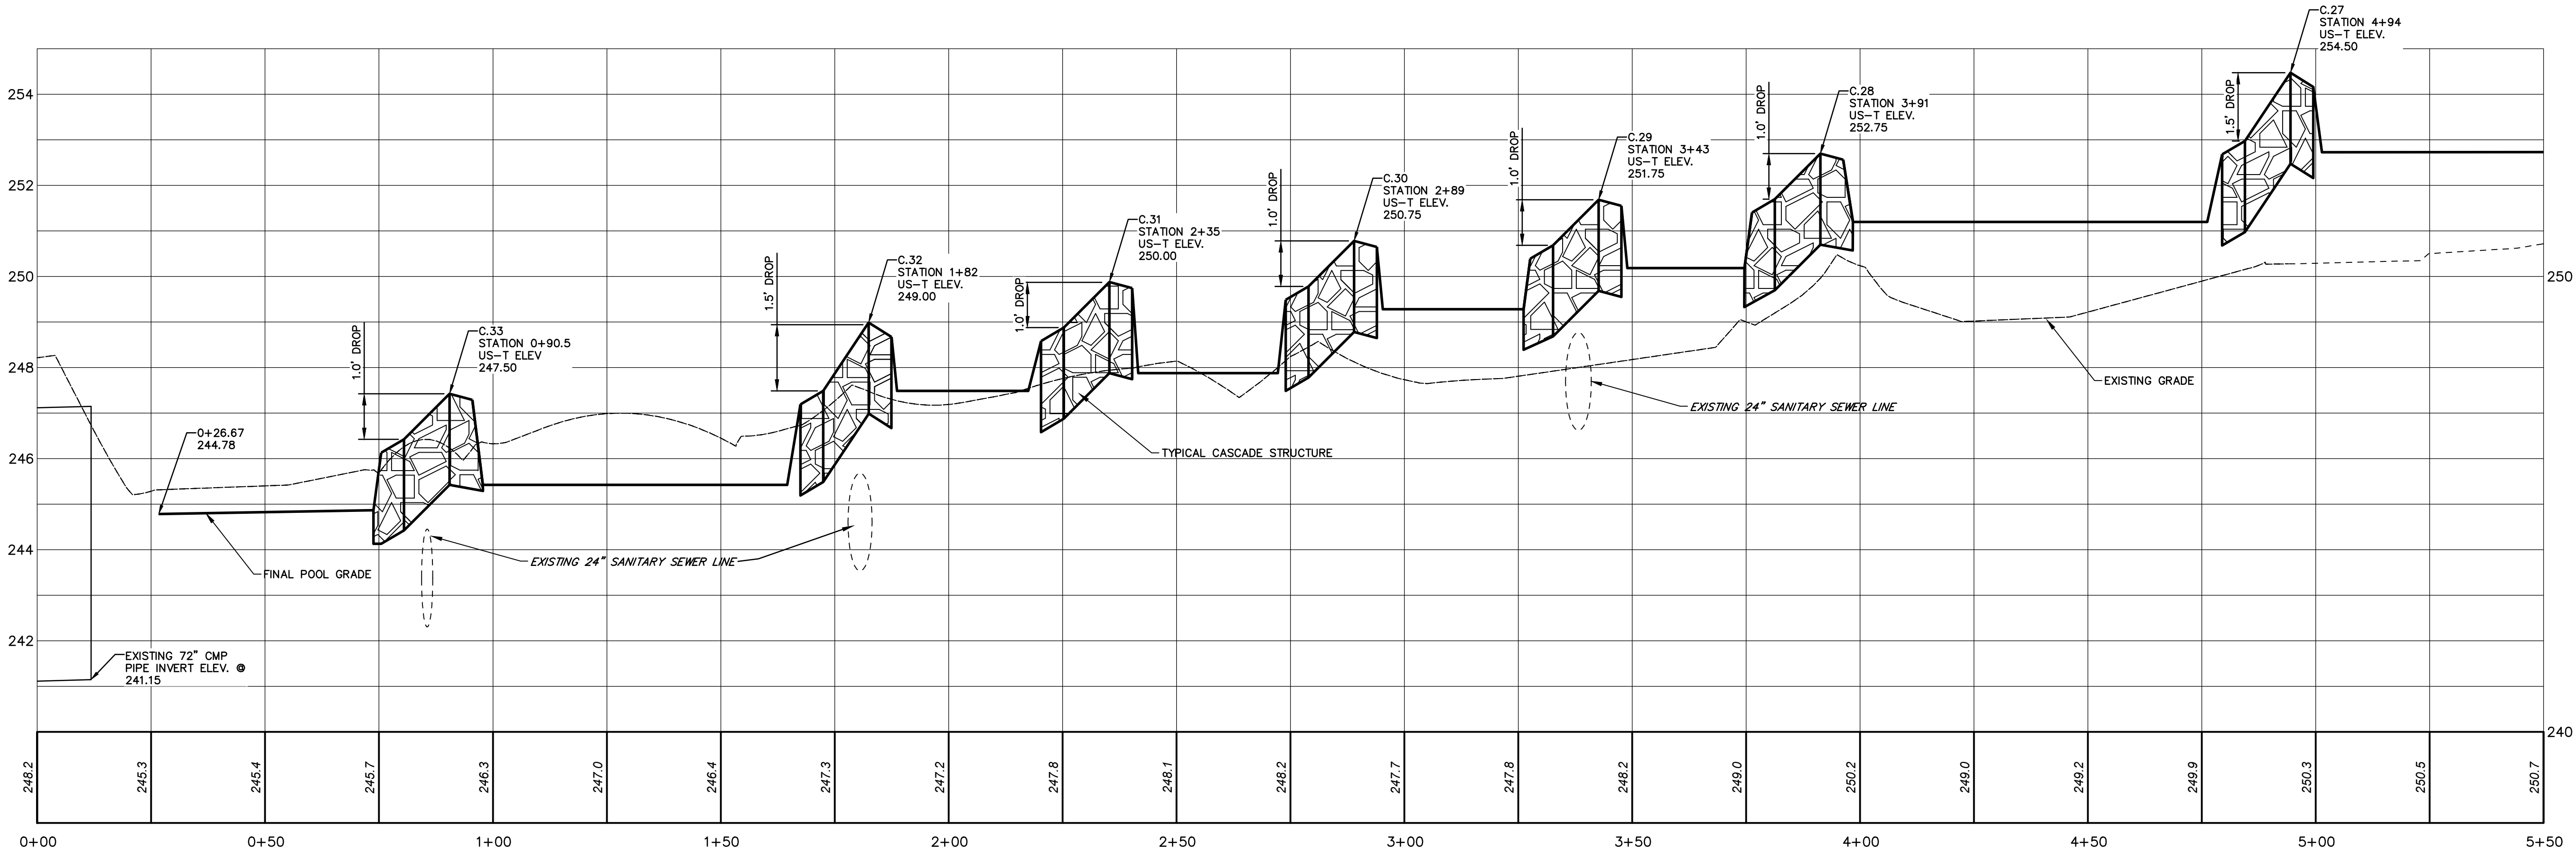 C.27
STATION 4+94
US-T ELEV.
254.50
C.28
STATION 3+91
US-T ELEV.
252.75
C.29
STATION 3+43
US-T ELEV.
251.75
C.30
STATION 2+89
US-T ELEV.
250.75
C.31
STATION 2+35
US-T ELEV.
250.00
C.32
STATION 1+82
US-T ELEV.
249.00
C.33
STATION 0+90.5
US-T ELEV
247.50
1.0' DROP
1.5' DROP
1.0' DROP
1.0' DROP
1.0' DROP
1.0' DROP
1.5' DROP
254
252
250
248
246
244
242
250
240
0+26.67
244.78
FINAL POOL GRADE
EXISTING 24" SANITARY SEWER LINE
TYPICAL CASCADE STRUCTURE
EXISTING 24" SANITARY SEWER LINE
EXISTING GRADE
EXISTING 72" CMP
PIPE INVERT ELEV. @
241.15
248.2
245.3
245.4
245.7
246.3
247.0
246.4
247.3
247.2
247.8
248.1
248.2
247.7
247.8
248.2
249.0
250.2
249.0
249.2
249.9
250.3
250.5
250.7
0+00
0+50
1+00
1+50
2+00
2+50
3+00
3+50
4+00
4+50
5+00
5+50